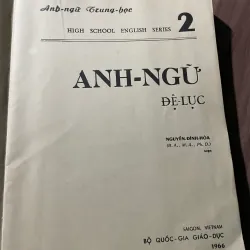 Anh-ngữ Trung-học
HIGH SCHOOL ENGLISH SERIES 2
ANH-NGỮ
ĐỆ-LỤC
NGUYỄN-ĐÌNH-HÒA
soạn
SAIGON, VIETNAM
BỘ QUỐC-GIA GIÁO-DỤC
1966